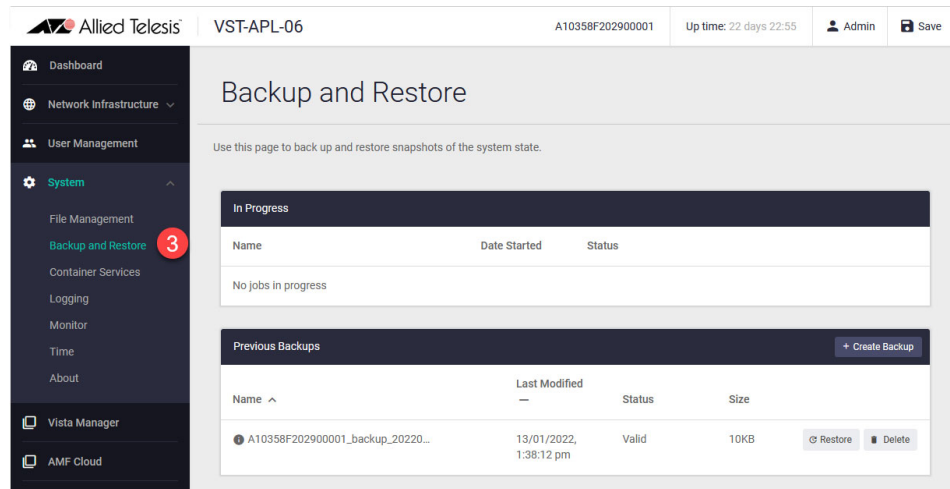 Allied Telesis VST-APL-06 A10358F202900001 Up time: 22 days 22:55 Admin Save
Dashboard
Network Infrastructure
User Management
System
File Management
Backup and Restore 3
Container Services
Logging
Monitor
Time
About
Vista Manager
AMF Cloud
Backup and Restore
Use this page to back up and restore snapshots of the system state.
In Progress
Name Date Started Status
No jobs in progress
Previous Backups + Create Backup
Name Last Modified Status Size
A10358F202900001_backup_20220... 13/01/2022, 1:38:12 pm Valid 10KB Restore Delete